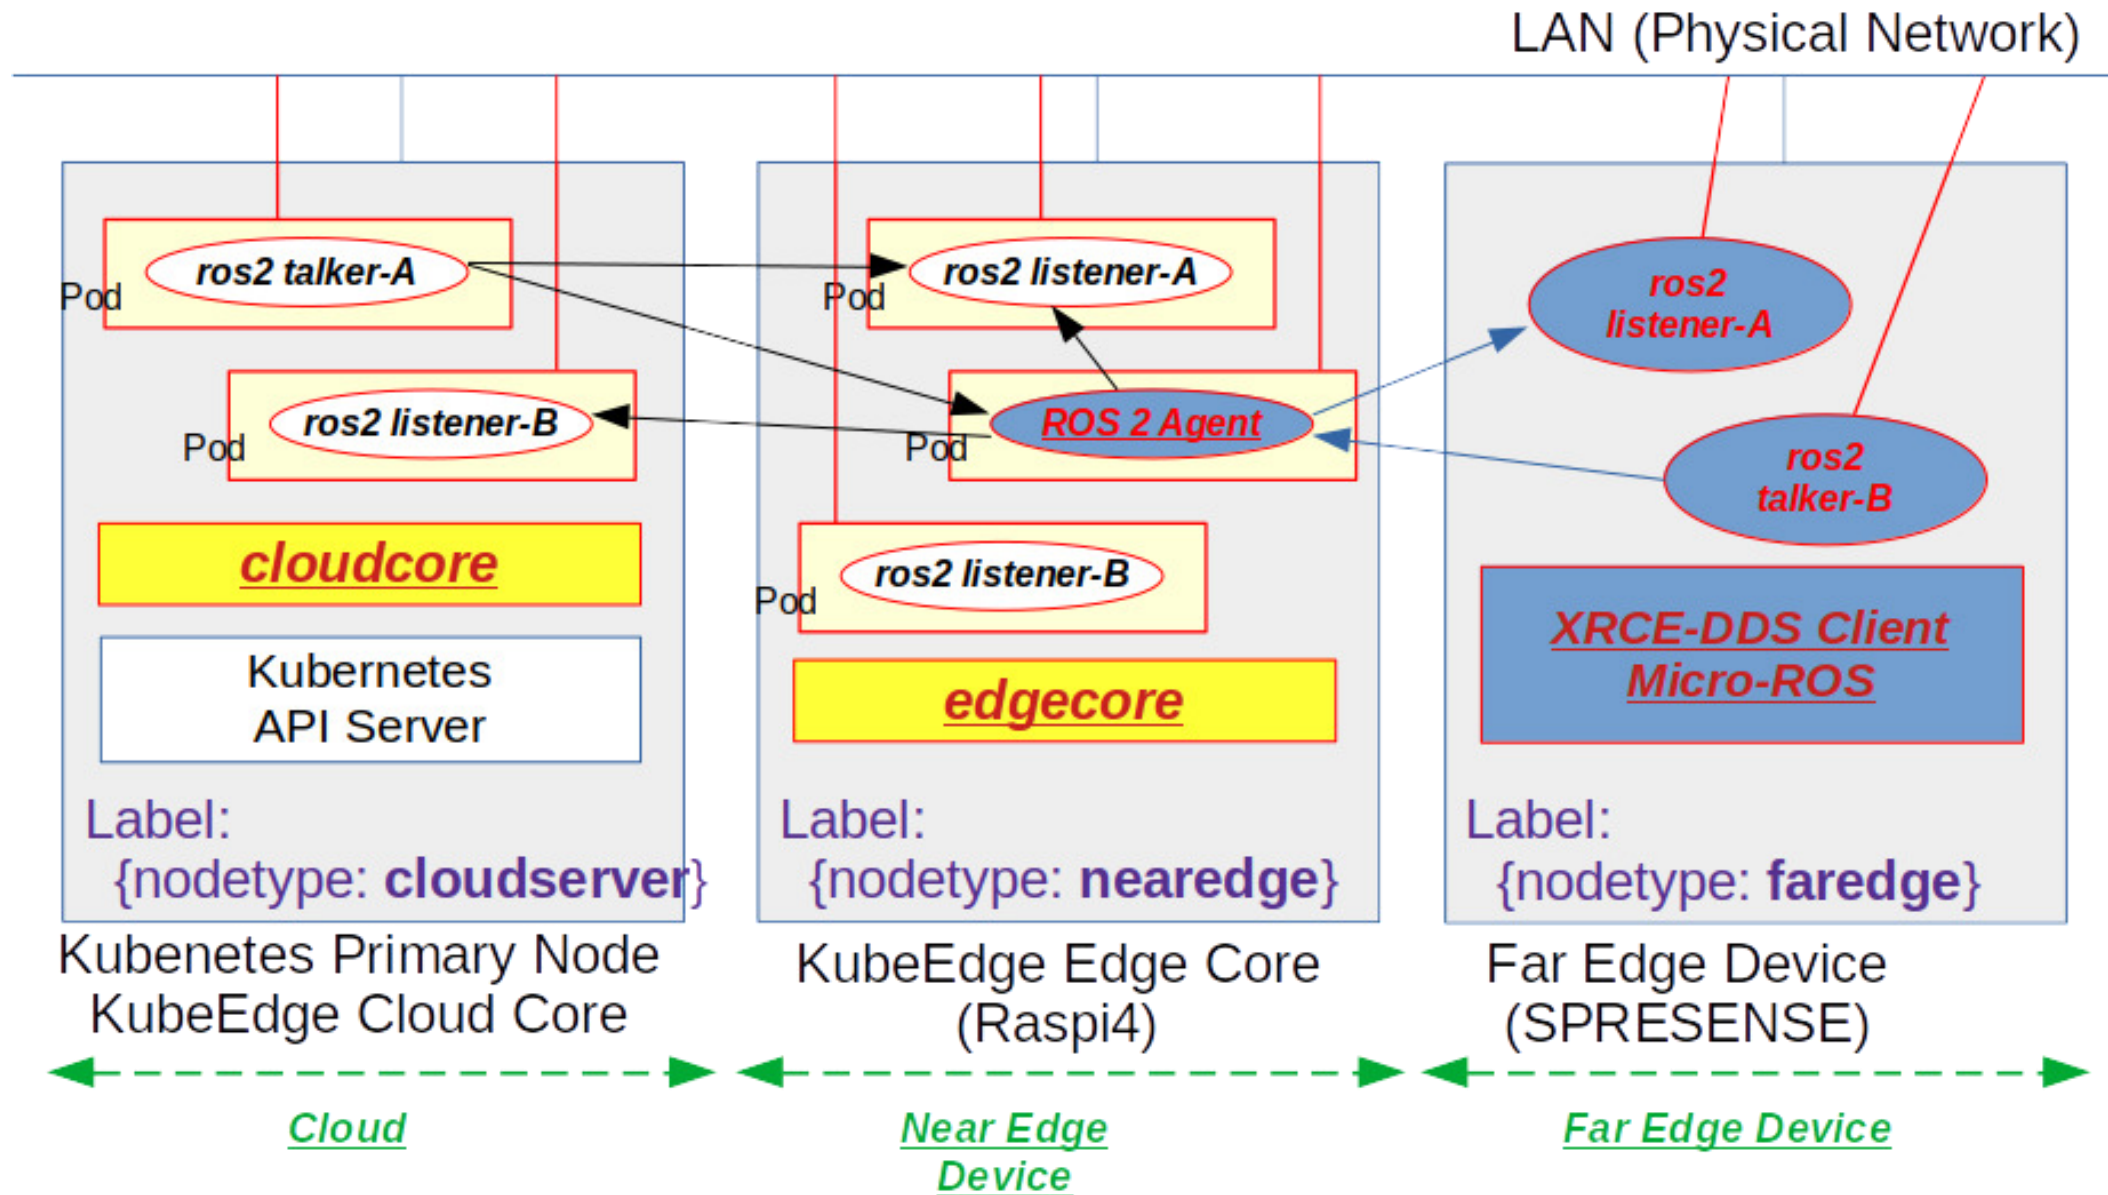 LAN (Physical Network)
ros2 talker-A
Pod
ros2 listener-B
Pod
cloudcore
Kubernetes
API Server
Label:
{nodetype: cloudserver}
Kubenetes Primary Node
KubeEdge Cloud Core
Cloud
ros2 listener-A
Pod
ROS 2 Agent
Pod
ros2 listener-B
Pod
edgecore
Label:
{nodetype: nearedge}
KubeEdge Edge Core
(Raspi4)
Near Edge
Device
ros2
listener-A
ros2
talker-B
XRCE-DDS Client
Micro-ROS
Label:
{nodetype: faredge}
Far Edge Device
(SPRESENSE)
Far Edge Device